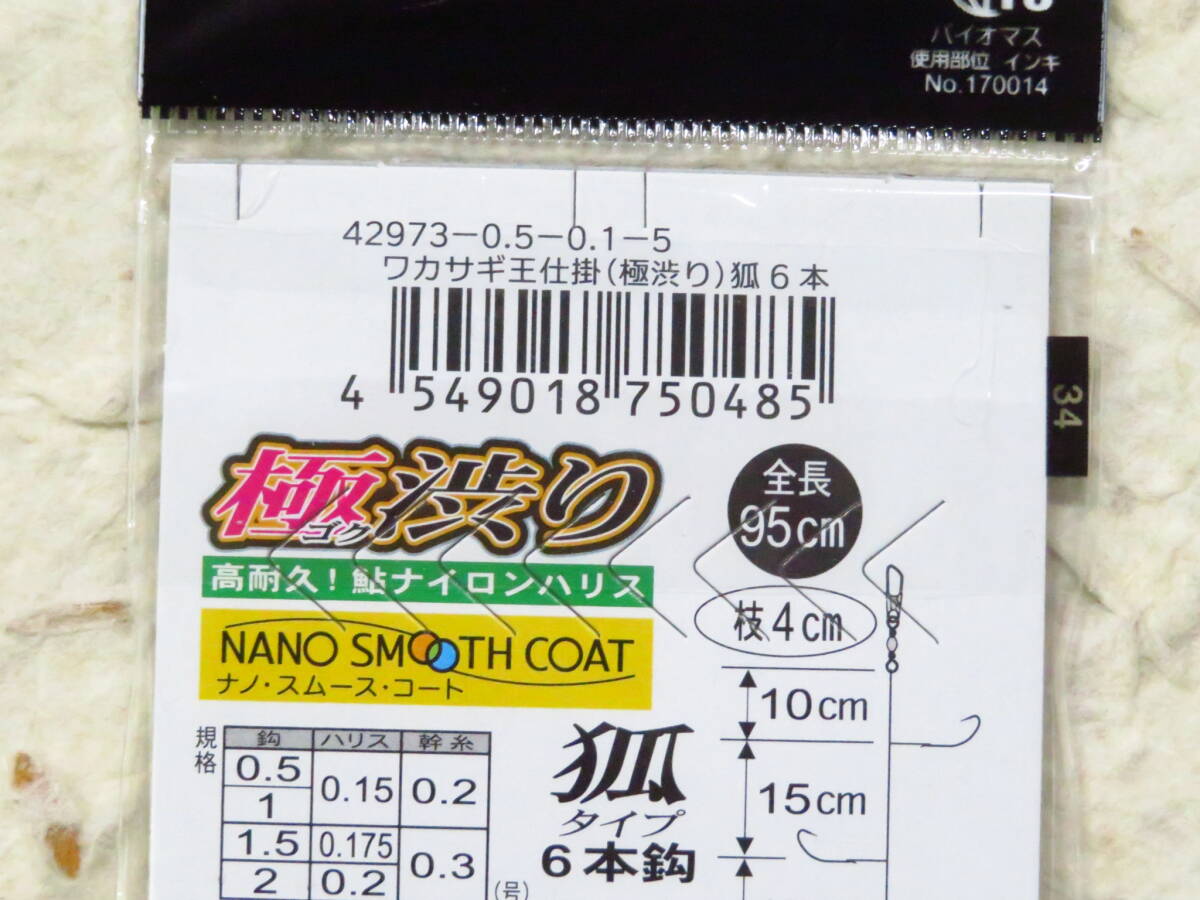 バイオマス
使用部位 インキ
No.170014
42973-0.5-0.1-5
ワカサギ王仕掛(極渋り)狐6本
4 549018 750485
34
極渋り
コク
高耐久!鮎ナイロンハリス
NANO SMOOTH COAT
ナノ・スムース・コート
全長
95cm
枝4cm
10cm
15cm
規格
鈎 ハリス 幹糸
0.5 0.15 0.2
1
1.5 0.175 0.3
2 0.2
(号)
狐
タイプ
6本鈎